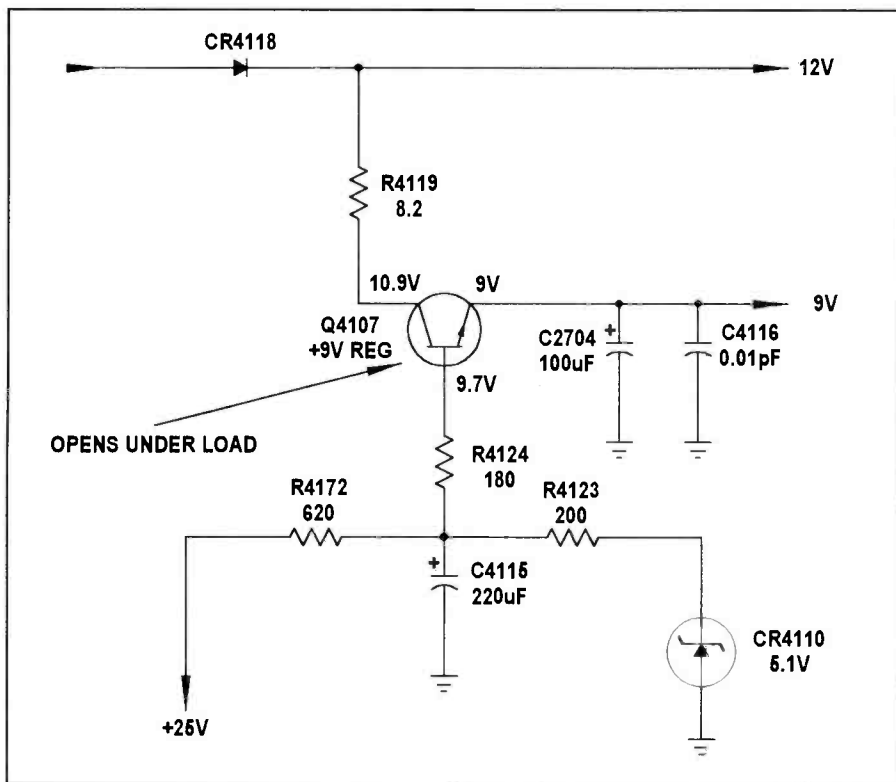 CR4118
12V
R4119
8.2
10.9V
9V
9V
Q4107
+9V REG
C2704
100uF
C4116
0.01pF
9.7V
OPENS UNDER LOAD
R4124
180
R4172
620
R4123
200
+
+
C4115
220uF
CR4110
5.1V
+25V